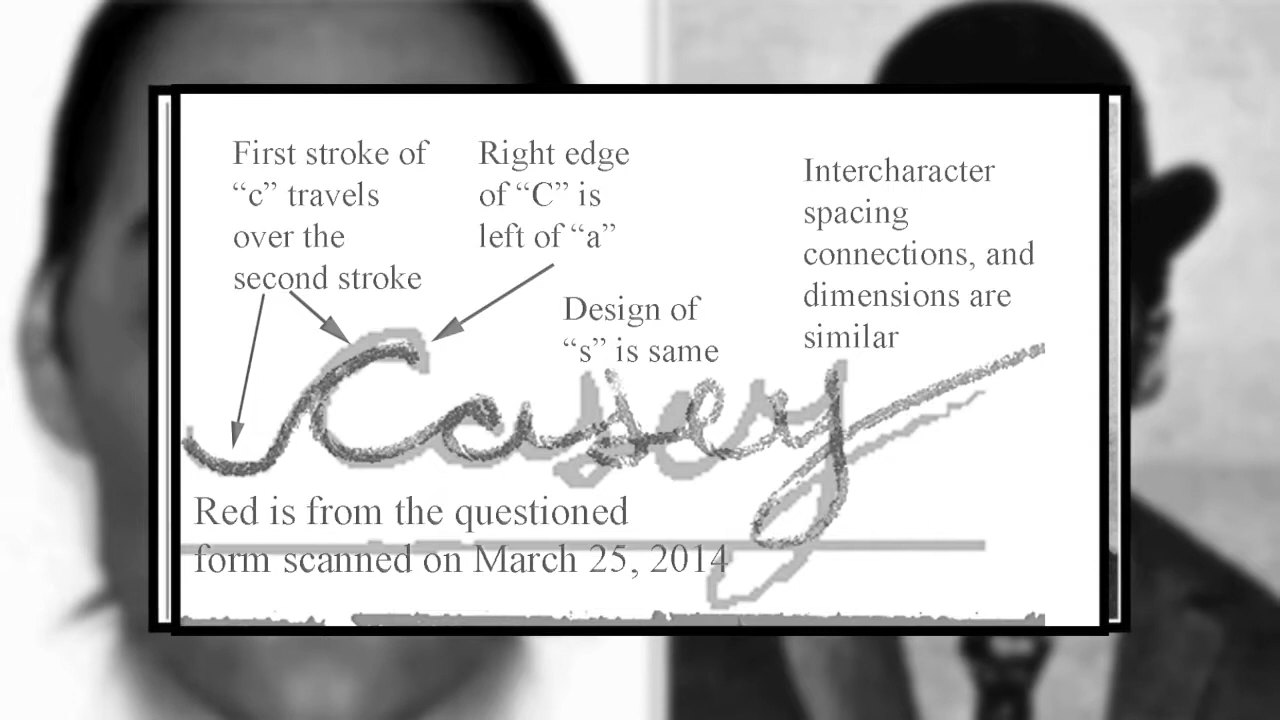 First stroke of
“c” travels
over the
second stroke
Right edge
of “C” is
left of “a”
Design of
“s” is same
Intercharacter
spacing
connections, and
dimensions are
similar
Casey
Red is from the questioned
form scanned on March 25, 2014